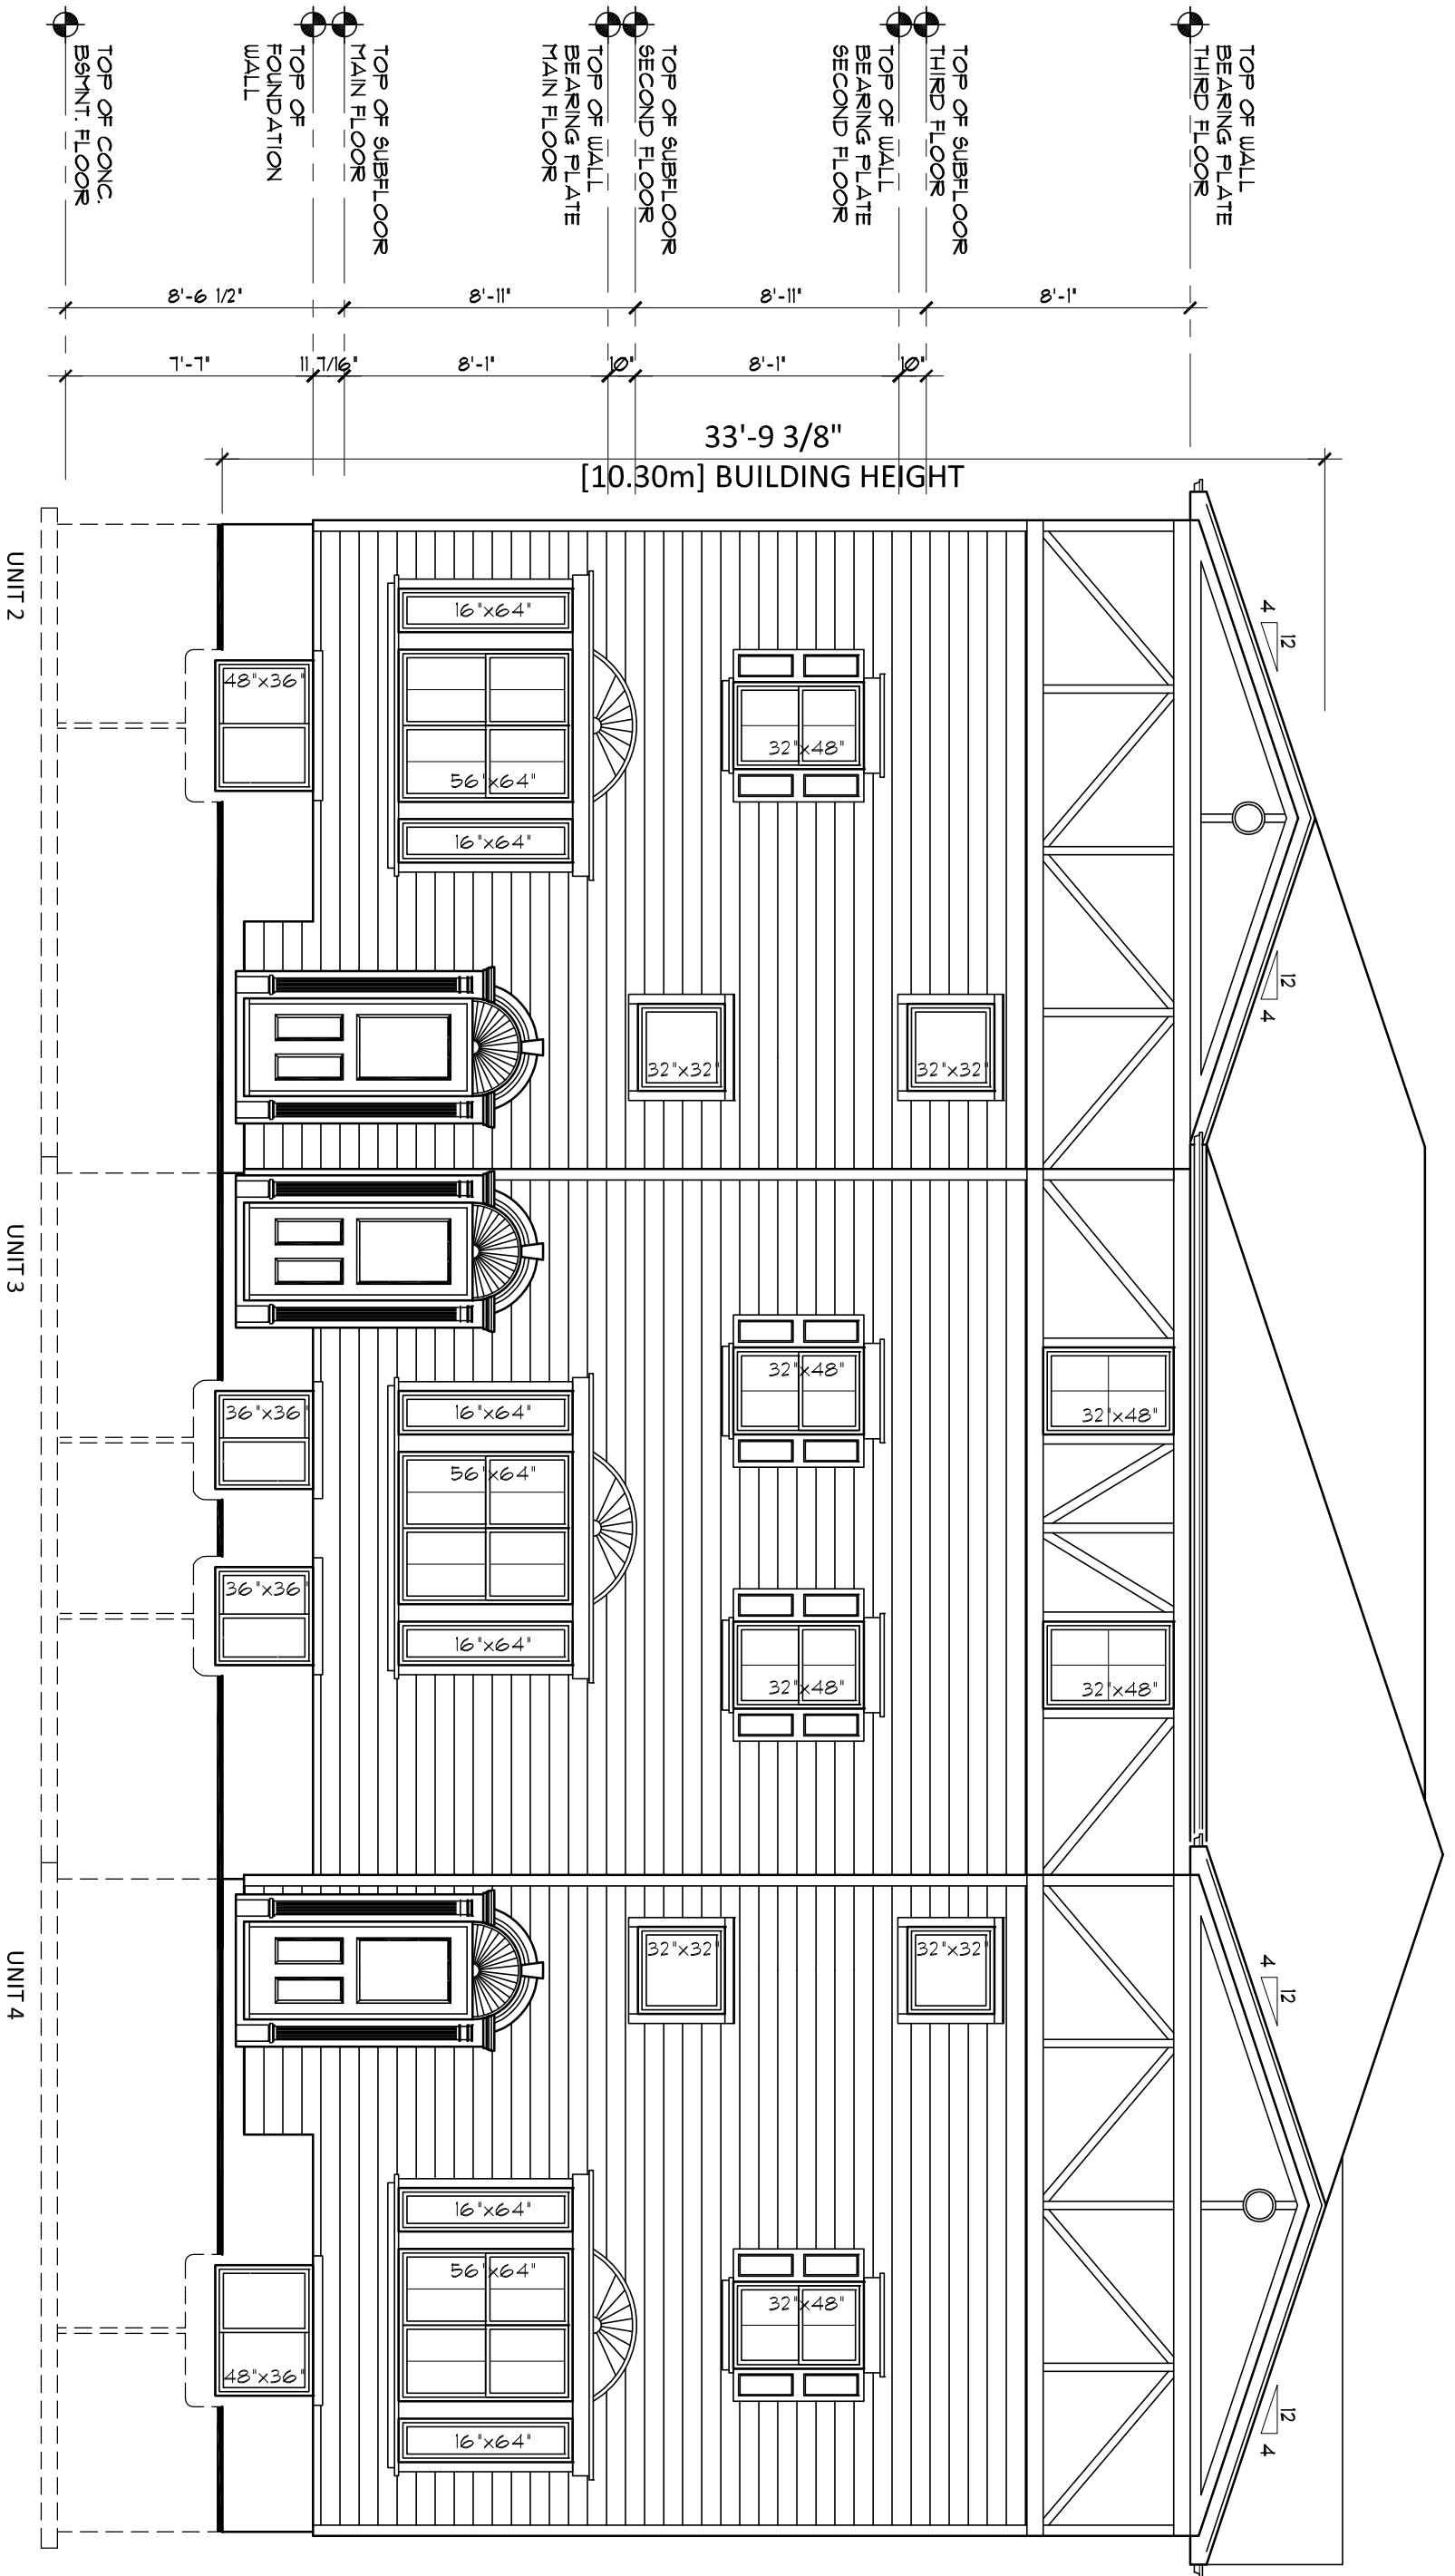 TOP OF WALL
BEARING PLATE
THIRD FLOOR
TOP OF SUBFLOOR
THIRD FLOOR
TOP OF WALL
BEARING PLATE
SECOND FLOOR
TOP OF SUBFLOOR
SECOND FLOOR
TOP OF WALL
BEARING PLATE
MAIN FLOOR
TOP OF SUBFLOOR
MAIN FLOOR
TOP OF
FOUNDATION
WALL
TOP OF CONC.
BSMNT. FLOOR
8'-1"
8'-11"
8'-11"
8'-6 1/2"
10"
8'-1"
10"
8'-1"
11 7/16"
7'-7"
33'-9 3/8"
[10.30m] BUILDING HEIGHT
4
12
12
4
4
12
12
4
32"x48"
32"x48"
32"x32"
32"x32"
32"x48"
32"x48"
32"x48"
32"x48"
32"x32"
32"x32"
16"x64"
56"x64"
16"x64"
16"x64"
56"x64"
16"x64"
16"x64"
56"x64"
16"x64"
48"x36"
36"x36"
36"x36"
48"x36"
UNIT 2
UNIT 3
UNIT 4